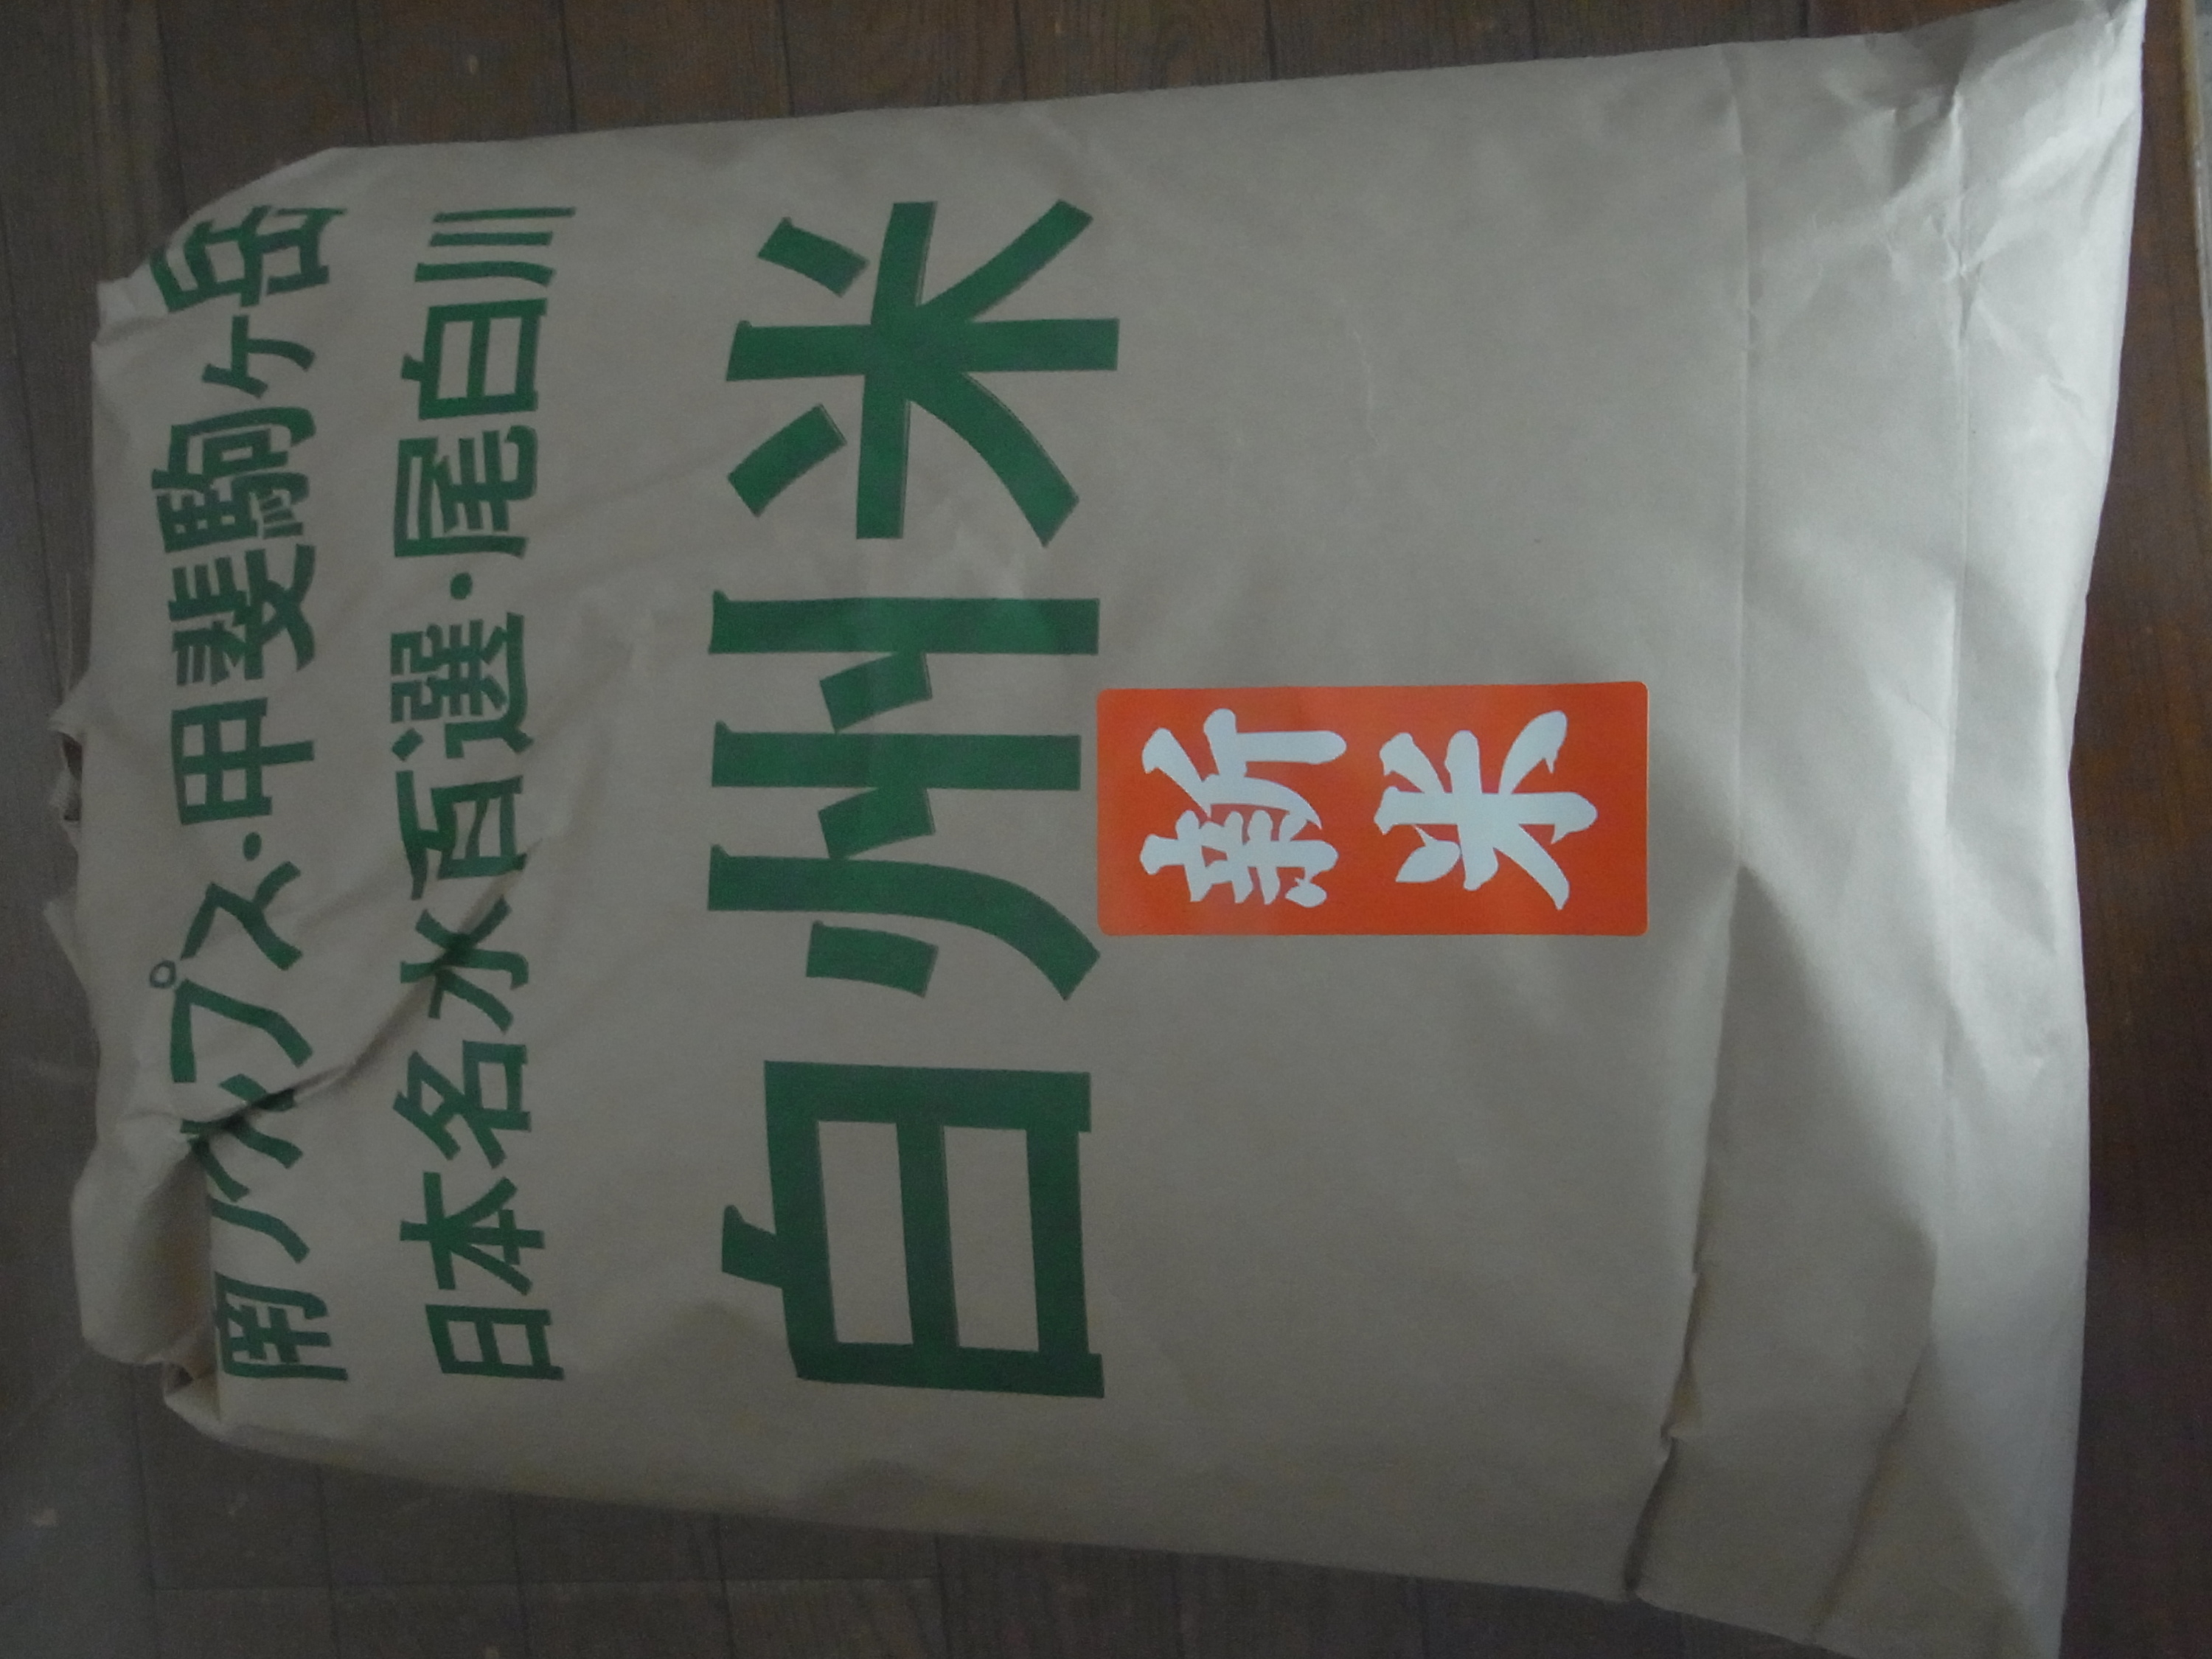 南アルプス・甲斐駒ヶ岳
日本名水百選・尾白川
白州米
新米